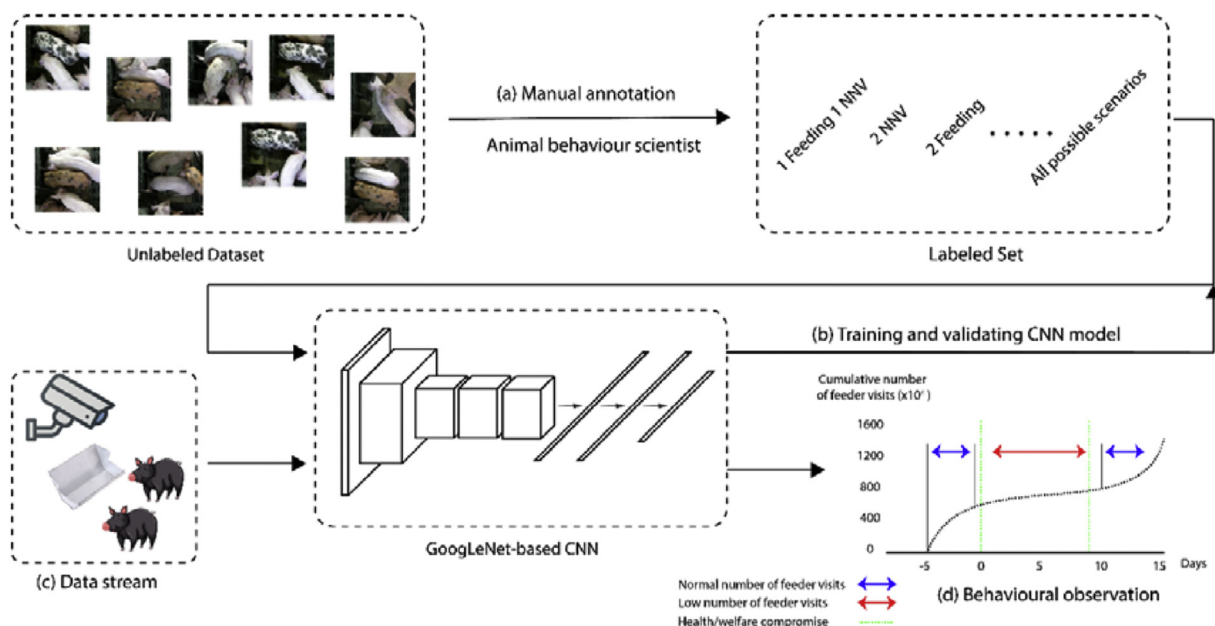 (a) Manual annotation
Animal behaviour scientist
Unlabeled Dataset
1 Feeding 1 NNV
2 NNV
2 Feeding
All possible scenarios
Labeled Set
(b) Training and validating CNN model
GoogLeNet-based CNN
(c) Data stream
Cumulative number
of feeder visits
1600
1200
800
400
0
-5 0 5 10 15 Days
Normal number of feeder visits
Low number of feeder visits
Health/welfare compromise
(d) Behavioural observation